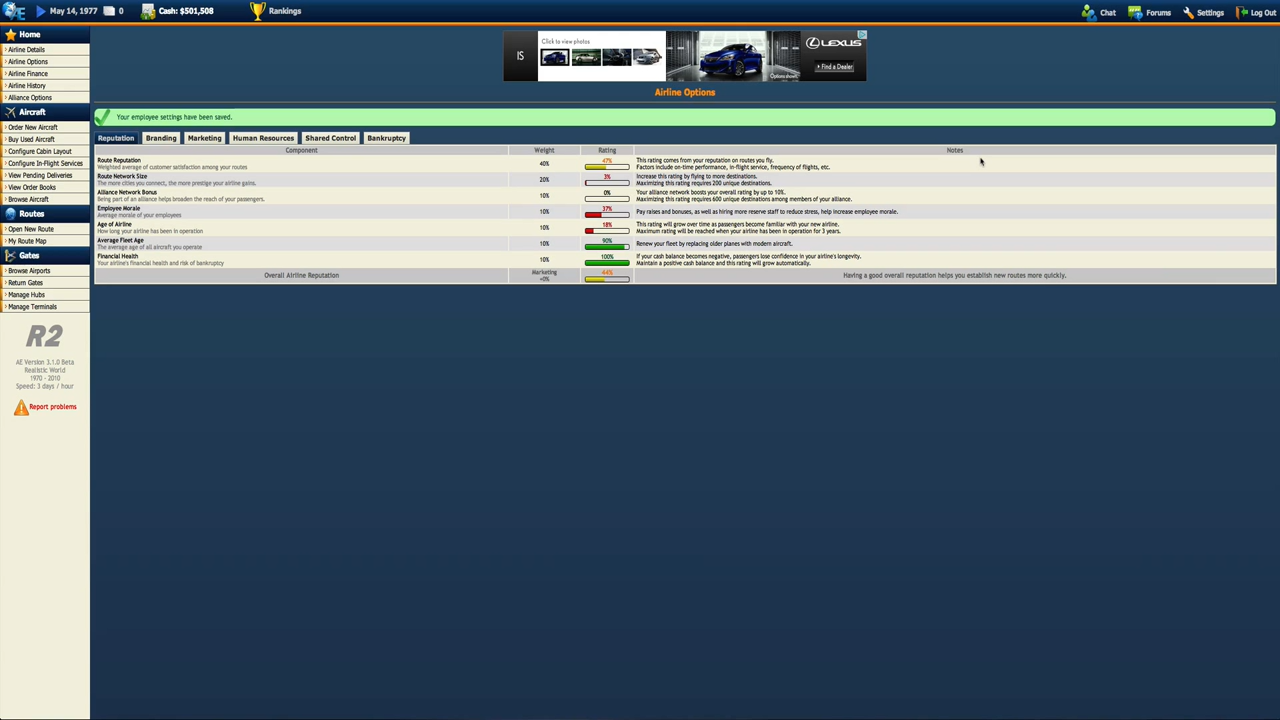 AE May 14, 1977 0 Cash: $501,508 Rankings Chat Forums Settings Log Out
Home
Airline Details
Airline Options
Airline Finance
Airline History
Alliance Options
Aircraft
Order New Aircraft
Buy Used Aircraft
Configure Cabin Layout
Configure In-Flight Services
View Pending Deliveries
View Order Books
Browse Aircraft
Routes
Open New Route
My Route Map
Gates
Browse Airports
Return Gates
Manage Hubs
Manage Terminals
R2
AE Version 3.1.0 Beta
Realistic World
1970 - 2010
Speed: 3 days / hour
Report problems
IS
Click to view photos
Options shown.
LEXUS
Find a Dealer
Airline Options
Your employee settings have been saved.
Reputation Branding Marketing Human Resources Shared Control Bankruptcy
Component Weight Rating Notes
Route Reputation
Weighted average of customer satisfaction among your routes
40% 47%
This rating comes from your reputation on routes you fly.
Factors include on-time performance, in-flight service, frequency of flights, etc.
Route Network Size
The more cities you connect, the more prestige your airline gains.
20% 3%
Increase this rating by flying to more destinations.
Maximizing this rating requires 200 unique destinations.
Alliance Network Bonus
Being part of an alliance helps broaden the reach of your passengers.
10% 0%
Your alliance network boosts your overall rating by up to 10%.
Maximizing this rating requires 600 unique destinations among members of your alliance.
Employee Morale
Average morale of your employees
10% 37%
Pay raises and bonuses, as well as hiring more reserve staff to reduce stress, help increase employee morale.
Age of Airline
How long your airline has been in operation
10% 18%
This rating will grow over time as passengers become familiar with your new airline.
Maximum rating will be reached when your airline has been in operation for 3 years.
Average Fleet Age
The average age of all aircraft you operate
10% 90%
Renew your fleet by replacing older planes with modern aircraft.
Financial Health
Your airline's financial health and risk of bankruptcy
10% 100%
If your cash balance becomes negative, passengers lose confidence in your airline's longevity.
Maintain a positive cash balance and this rating will grow automatically.
Overall Airline Reputation
Marketing
+0%
44%
Having a good overall reputation helps you establish new routes more quickly.